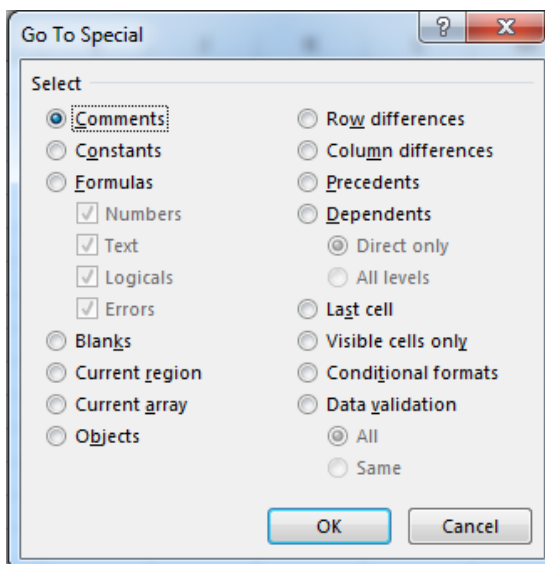 Go To Special
?
X
Select
Comments
Constants
Formulas
Numbers
Text
Logicals
Errors
Blanks
Current region
Current array
Objects
Row differences
Column differences
Precedents
Dependents
Direct only
All levels
Last cell
Visible cells only
Conditional formats
Data validation
All
Same
OK
Cancel